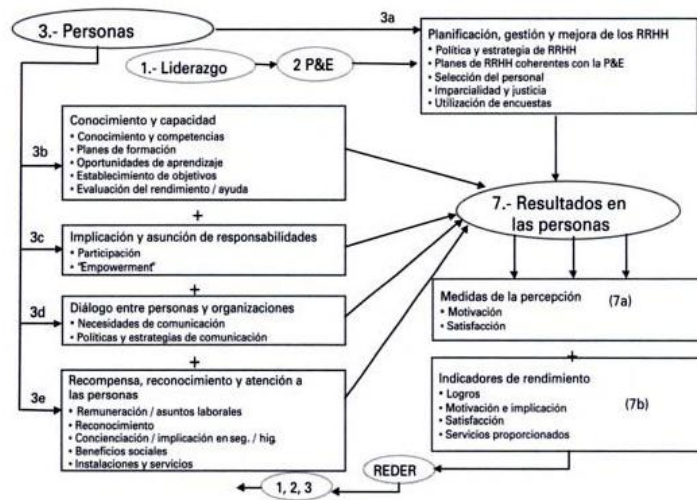 3.- Personas
3a
Planificación, gestión y mejora de los RRHH
• Política y estrategia de RRHH
• Planes de RRHH coherentes con la P&E
• Selección del personal
• Imparcialidad y justicia
• Utilización de encuestas
1.- Liderazgo
2 P&E
3b
Conocimiento y capacidad
• Conocimiento y competencias
• Planes de formación
• Oportunidades de aprendizaje
• Establecimiento de objetivos
• Evaluación del rendimiento / ayuda
+
3c
Implicación y asunción de responsabilidades
• Participación
• "Empowerment"
+
3d
Diálogo entre personas y organizaciones
• Necesidades de comunicación
• Políticas y estrategias de comunicación
+
3e
Recompensa, reconocimiento y atención a
las personas
• Remuneración / asuntos laborales
• Reconocimiento
• Concienciación / implicación en seg. / hig.
• Beneficios sociales
• Instalaciones y servicios
7.- Resultados en
las personas
Medidas de la percepción (7a)
• Motivación
• Satisfacción
+
Indicadores de rendimiento
• Logros
• Motivación e implicación (7b)
• Satisfacción
• Servicios proporcionados
REDER
1, 2, 3